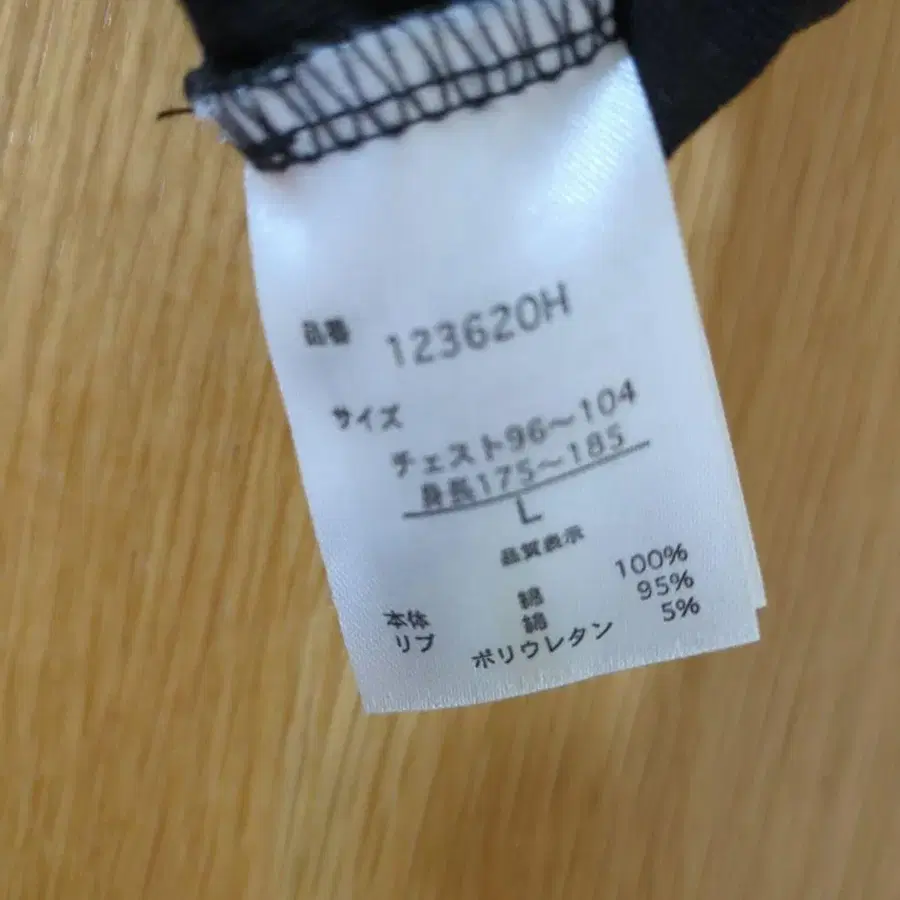 品番 123620H
サイズ
チェスト96〜104
身長175〜185
L
品質表示
本体 綿 100%
リブ 綿 95%
ポリウレタン 5%